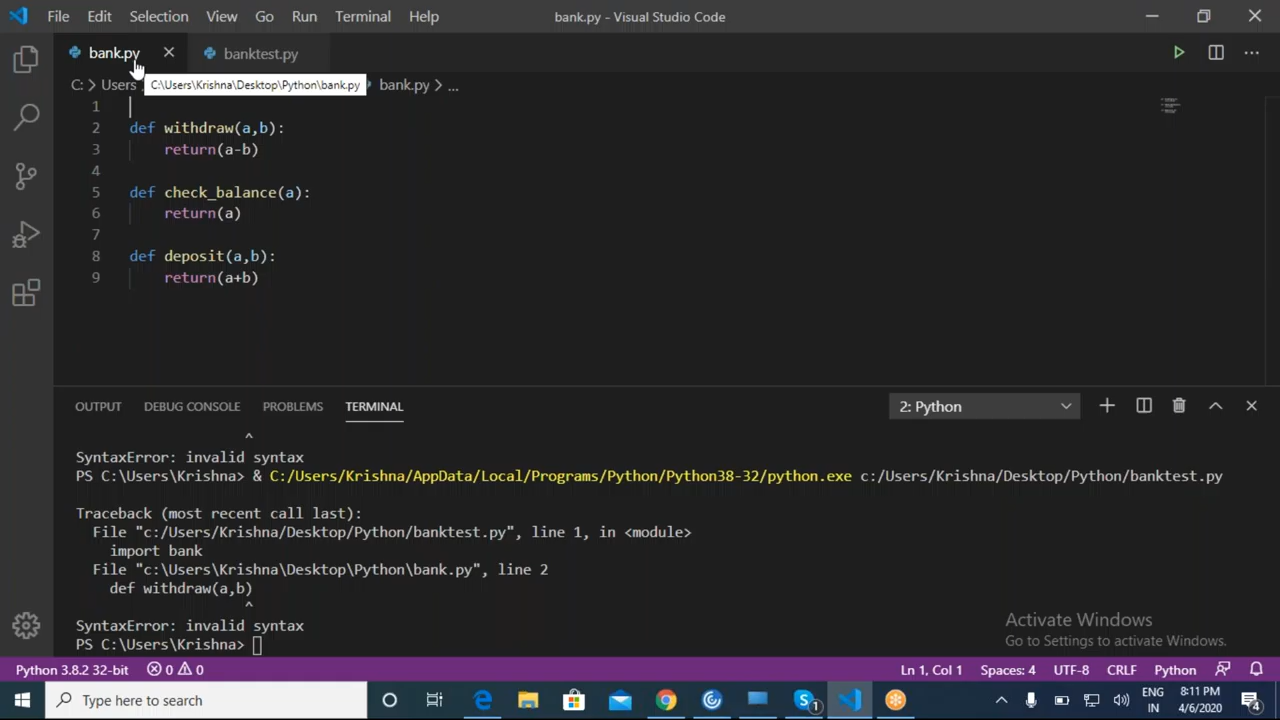 File Edit Selection View Go Run Terminal Help bank.py - Visual Studio Code
bank.py banktest.py
C: > Users C:\Users\Krishna\Desktop\Python\bank.py bank.py > ...
1
2 def withdraw(a,b):
3 return(a-b)
4
5 def check_balance(a):
6 return(a)
7
8 def deposit(a,b):
9 return(a+b)
OUTPUT DEBUG CONSOLE PROBLEMS TERMINAL 2: Python
^
SyntaxError: invalid syntax
PS C:\Users\Krishna> & C:/Users/Krishna/AppData/Local/Programs/Python/Python38-32/python.exe c:/Users/Krishna/Desktop/Python/banktest.py
Traceback (most recent call last):
File "c:/Users/Krishna/Desktop/Python/banktest.py", line 1, in <module>
import bank
File "c:\Users\Krishna\Desktop\Python\bank.py", line 2
def withdraw(a,b)
^
SyntaxError: invalid syntax
PS C:\Users\Krishna>
Activate Windows
Go to Settings to activate Windows.
Python 3.8.2 32-bit 0 0 Ln 1, Col 1 Spaces: 4 UTF-8 CRLF Python
Type here to search 1 ENG 8:11 PM
IN 4/6/2020 4